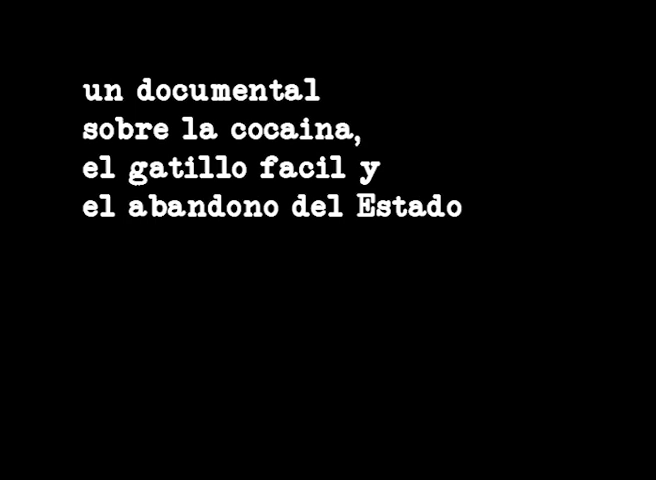 un documental
sobre la cocaina,
el gatillo facil y
el abandono del Estado